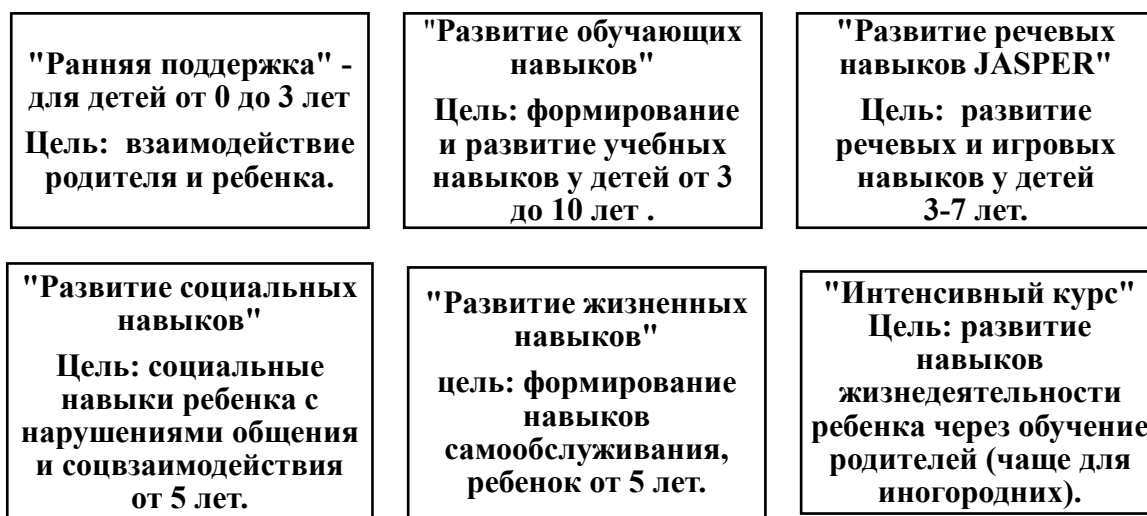 "Ранняя поддержка" -
для детей от 0 до 3 лет
Цель:  взаимодействие
родителя и ребенка.
"Развитие обучающих
навыков"
Цель: формирование
и развитие учебных
навыков у детей от 3
до 10 лет .
"Развитие речевых
навыков JASPER"
Цель:  развитие
речевых и игровых
навыков у детей
3-7 лет.
"Развитие социальных
навыков"
Цель: социальные
навыки ребенка с
нарушениями общения
и соцвзаимодействия
от 5 лет.
"Развитие жизненных
навыков"
цель: формирование
навыков
самообслуживания,
ребенок от 5 лет.
"Интенсивный курс"
Цель: развитие
навыков
жизнедеятельности
ребенка через обучение
родителей (чаще для
иногородних).